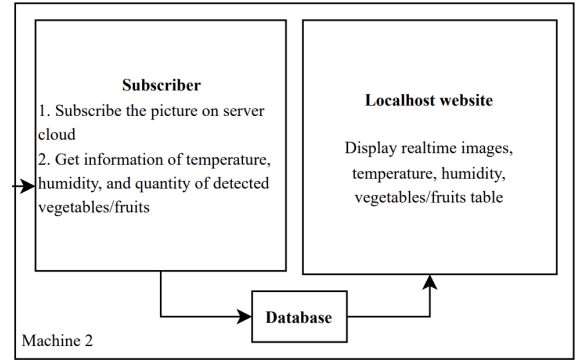 Subscriber
1. Subscribe the picture on server
cloud
2. Get information of temperature,
humidity, and quantity of detected
vegetables/fruits
Localhost website
Display realtime images,
temperature, humidity,
vegetables/fruits table
Database
Machine 2